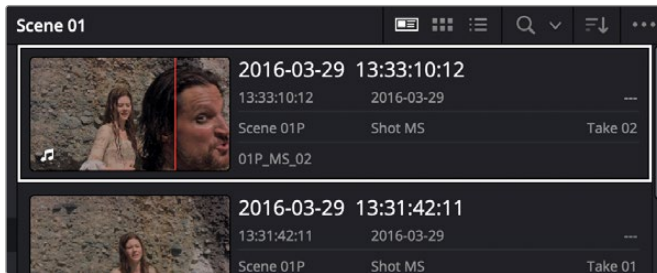 Scene 01
2016-03-29 13:33:10:12
13:33:10:12 2016-03-29 ---
Scene 01P Shot MS Take 02
01P_MS_02
2016-03-29 13:31:42:11
13:31:42:11 2016-03-29 ---
Scene 01P Shot MS Take 01